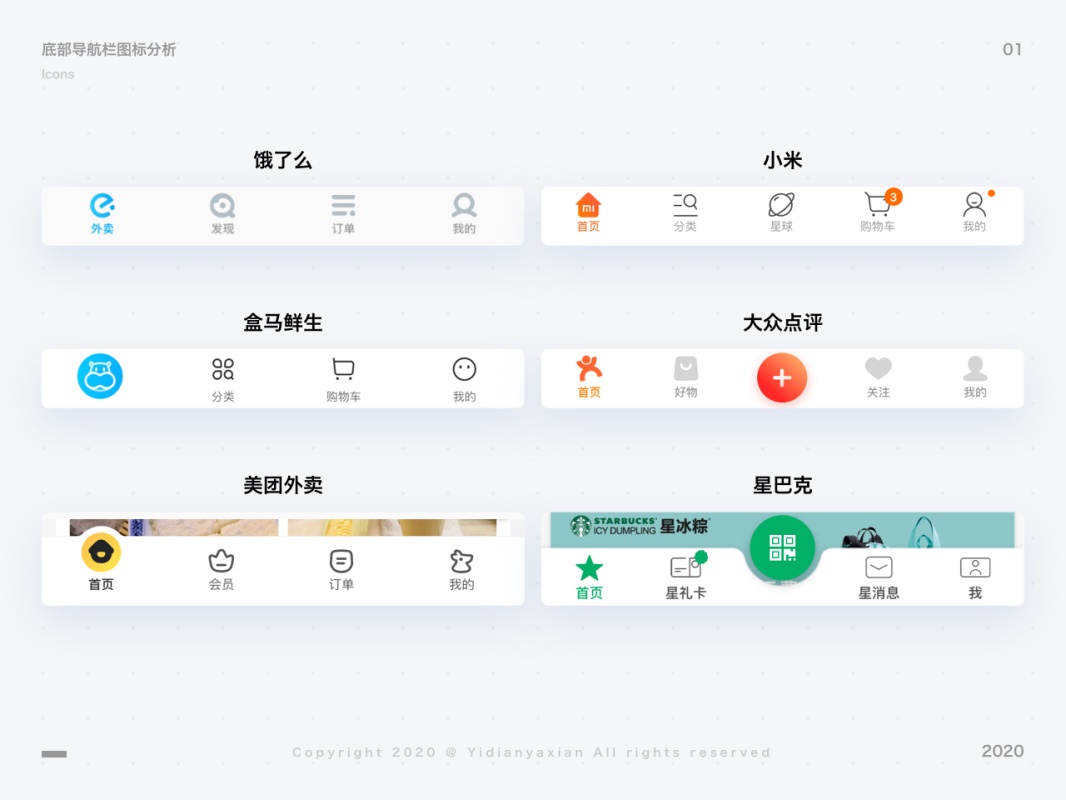 底部导航栏图标分析
01
Icons
饿了么
小米
外卖
发现
订单
我的
mi
3
首页
分类
星球
购物车
我的
盒马鲜生
大众点评
分类
购物车
我的
首页
好物
关注
我的
美团外卖
星巴克
首页
会员
订单
我的
STARBUCKS
ICY DUMPLING
星冰粽
首页
星礼卡
星消息
我
Copyright 2020 @ Yidianyaxian All rights reserved
2020